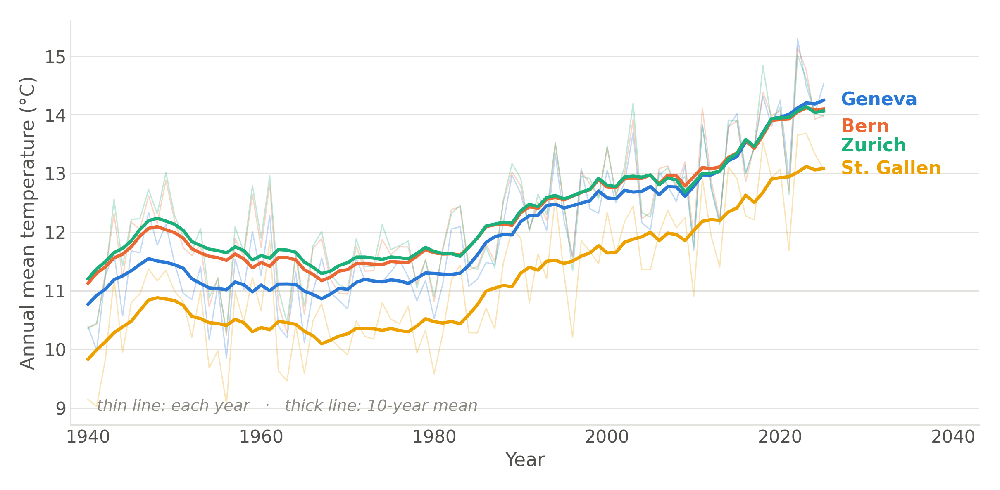 Annual mean temperature (°C)
15
14
13
12
11
10
9
Geneva
Bern
Zurich
St. Gallen
thin line: each year · thick line: 10-year mean
1940 1960 1980 2000 2020 2040
Year